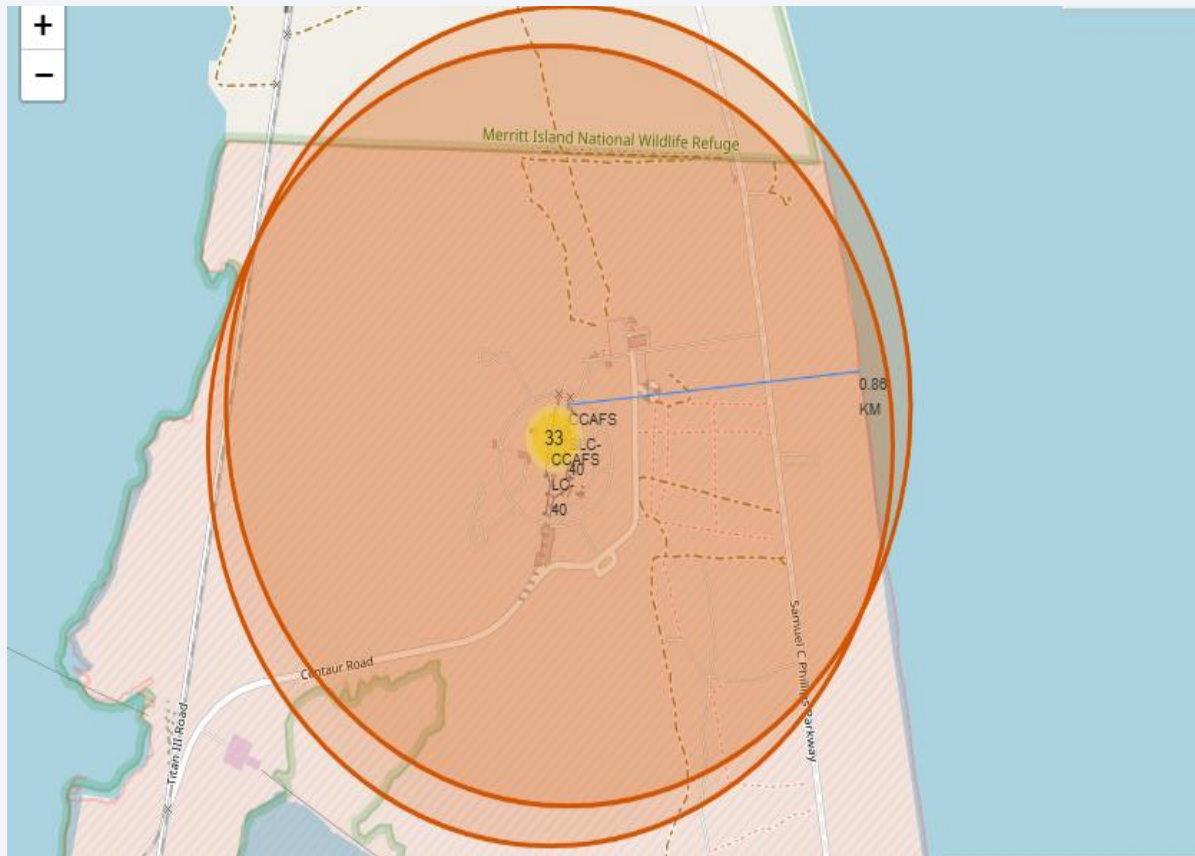 +
−
Merritt Island National Wildlife Refuge
0.86
KM
CCAFS
33
SLC-
CCAFS
40
LC-
40
Centaur Road
Titan III Road
Samuel C Phillips Parkway